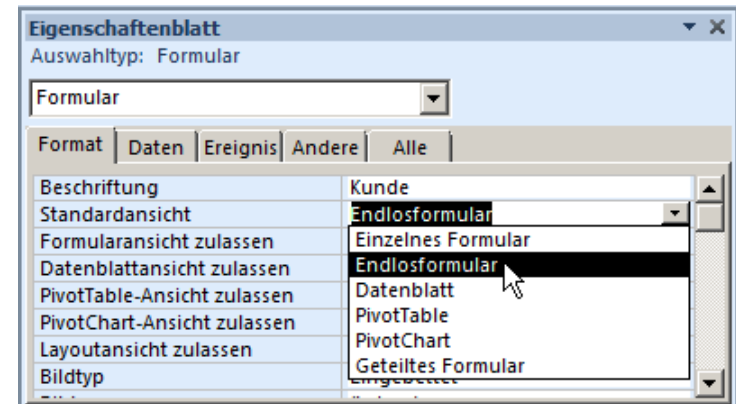 Eigenschaftenblatt
Auswahltyp: Formular
Formular
Format Daten Ereignis Andere Alle
Beschriftung Kunde
Standardansicht Endlosformular
Formularansicht zulassen Einzelnes Formular
Datenblattansicht zulassen Endlosformular
PivotTable-Ansicht zulassen Datenblatt
PivotChart-Ansicht zulassen PivotTable
Layoutansicht zulassen PivotChart
Bildtyp Geteiltes Formular